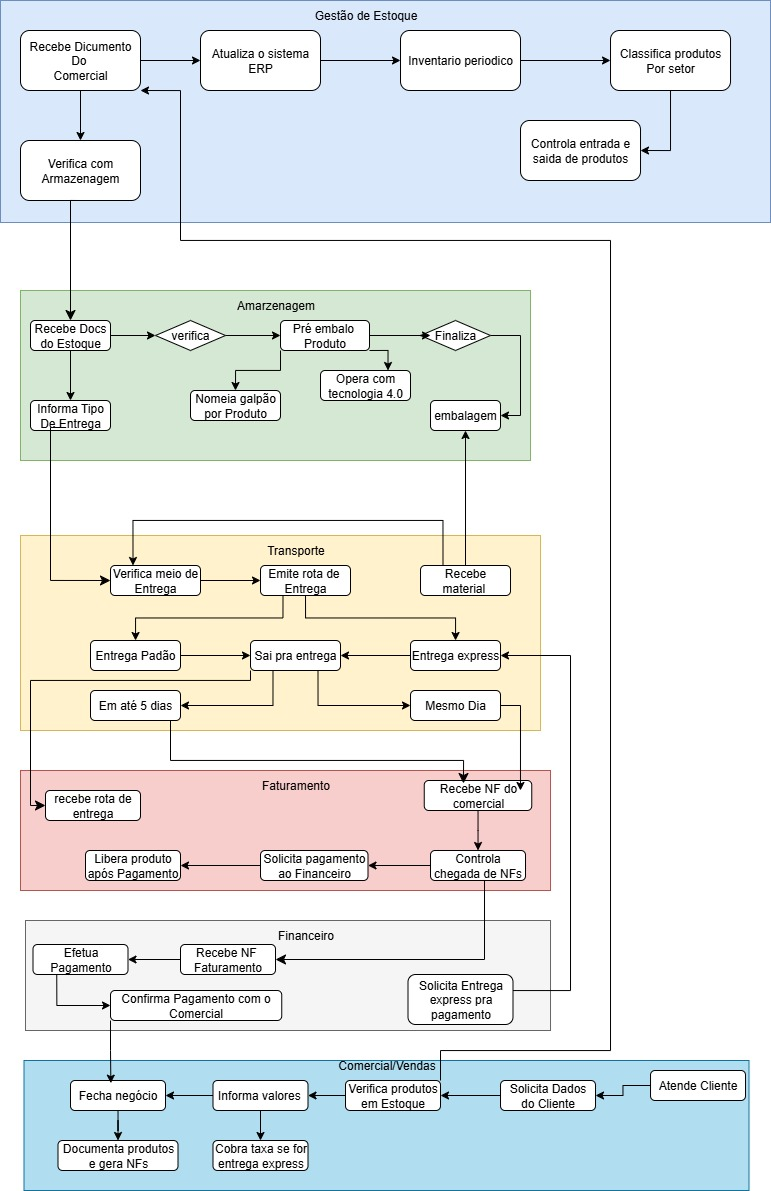 Gestão de Estoque
Recebe Dicumento
Do
Comercial
Atualiza o sistema
ERP
Inventario periodico
Classifica produtos
Por setor
Controla entrada e
saida de produtos
Verifica com
Armazenagem
Amarzenagem
Recebe Docs
do Estoque
verifica
Pré embalo
Produto
Finaliza
Nomeia galpão
por Produto
Opera com
tecnologia 4.0
Informa Tipo
De Entrega
embalagem
Transporte
Verifica meio de
Entrega
Emite rota de
Entrega
Recebe
material
Entrega Padão
Sai pra entrega
Entrega express
Em até 5 dias
Mesmo Dia
Faturamento
recebe rota de
entrega
Recebe NF do
comercial
Libera produto
após Pagamento
Solicita pagamento
ao Financeiro
Controla
chegada de NFs
Financeiro
Efetua
Pagamento
Recebe NF
Faturamento
Solicita Entrega
express pra
pagamento
Confirma Pagamento com o
Comercial
Comercial/Vendas
Fecha negócio
Informa valores
Verifica produtos
em Estoque
Solicita Dados
do Cliente
Atende Cliente
Documenta produtos
e gera NFs
Cobra taxa se for
entrega express